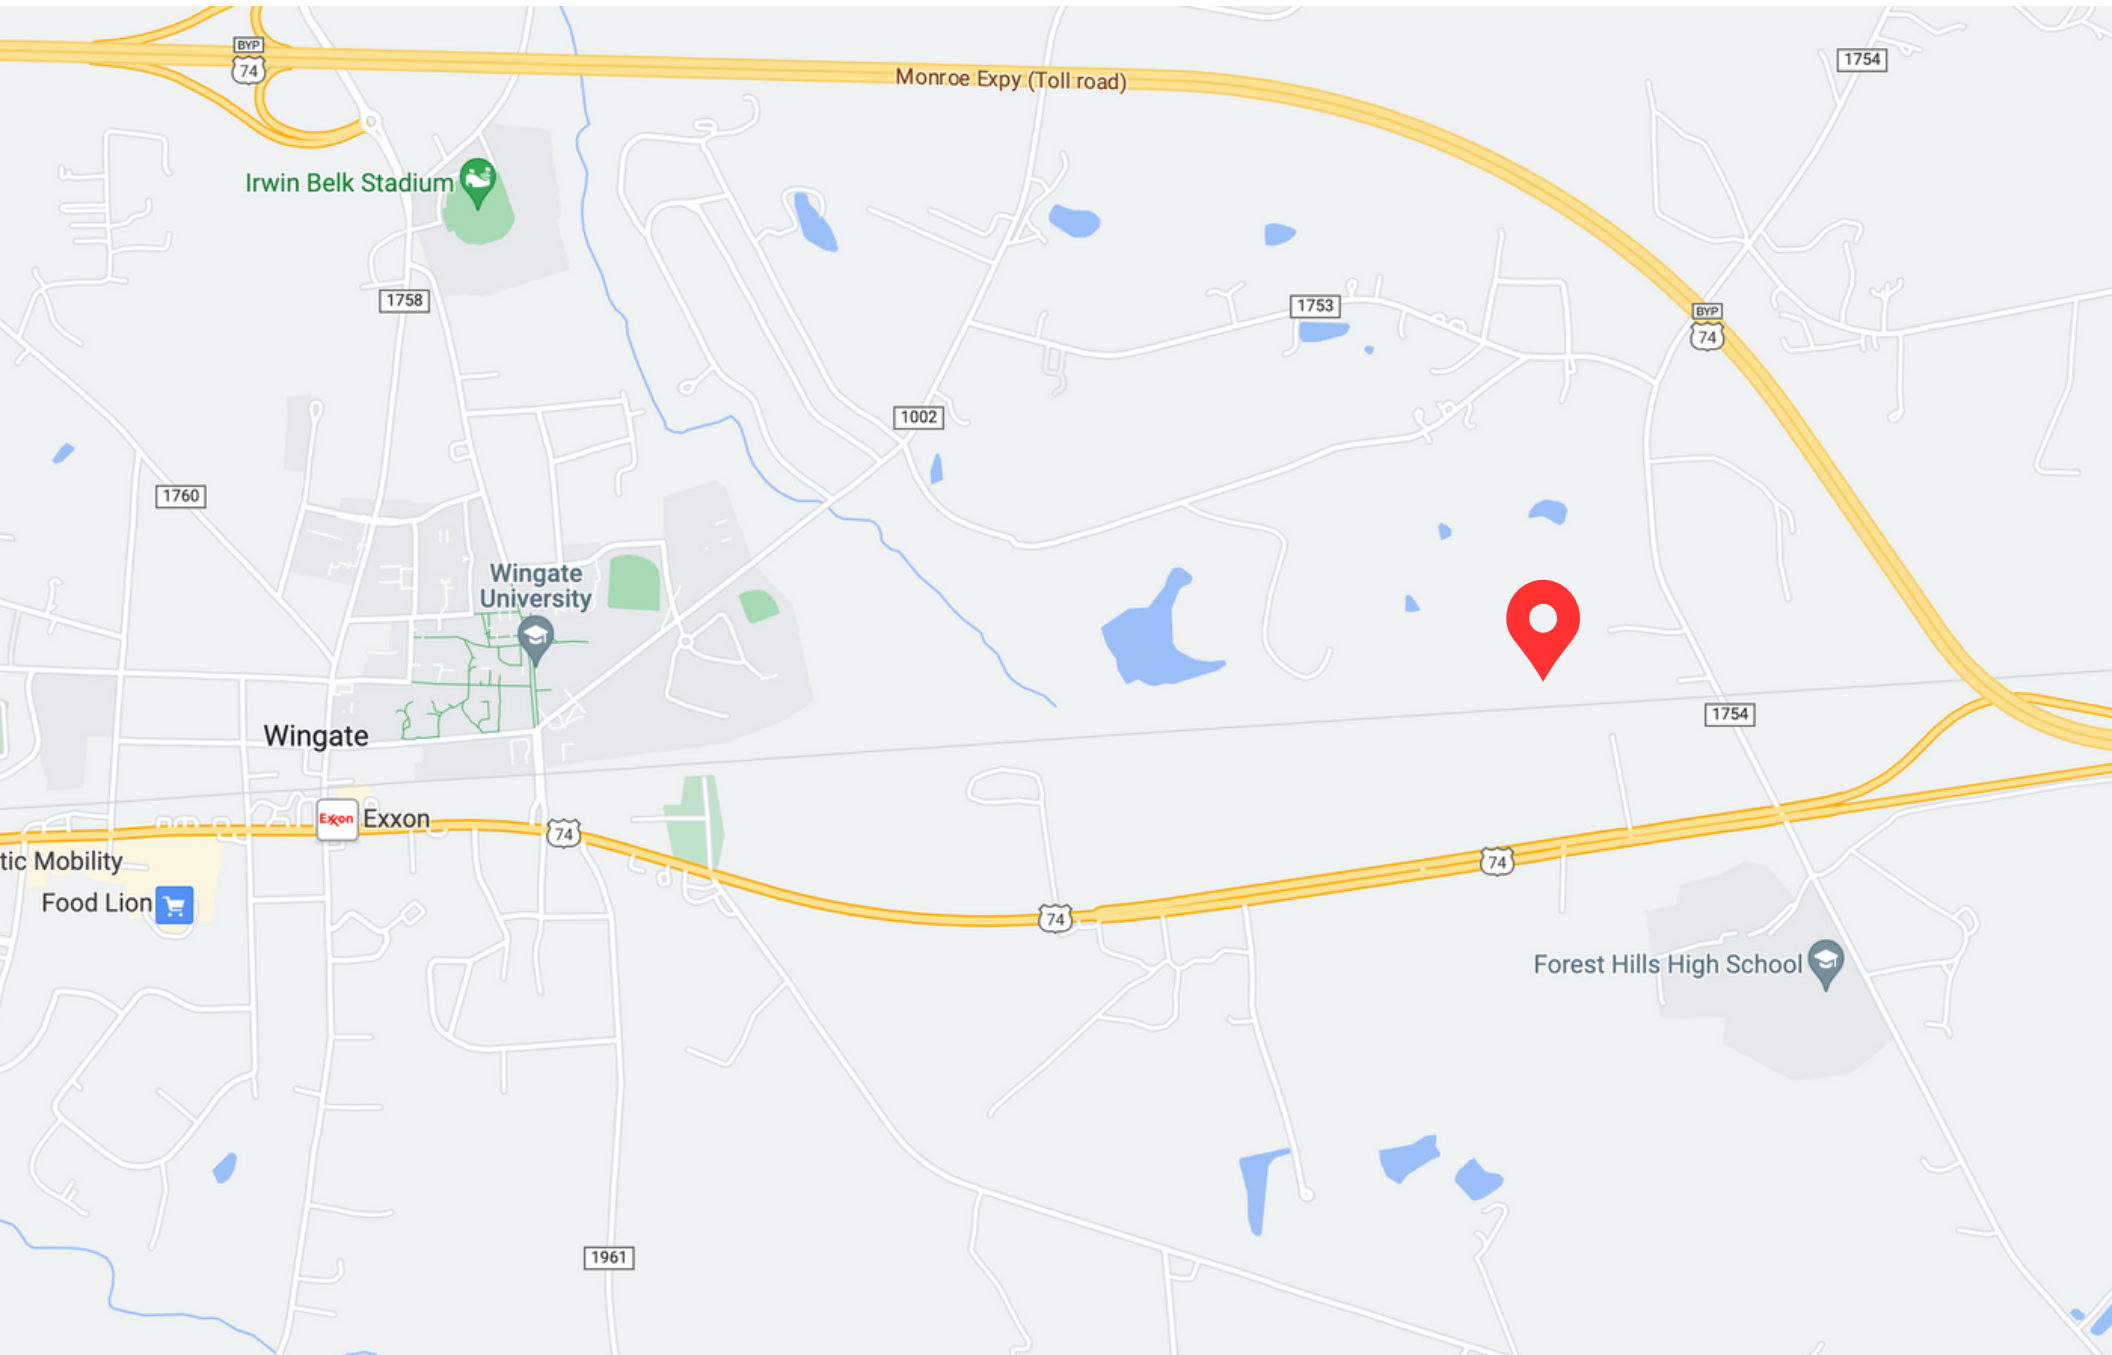 BYP
74
Monroe Expy (Toll road)
1754
Irwin Belk Stadium
1758
1753
BYP
74
1002
1760
Wingate
University
1754
Wingate
Exxon
Exxon
74
tic Mobility
74
74
Food Lion
Forest Hills High School
1961